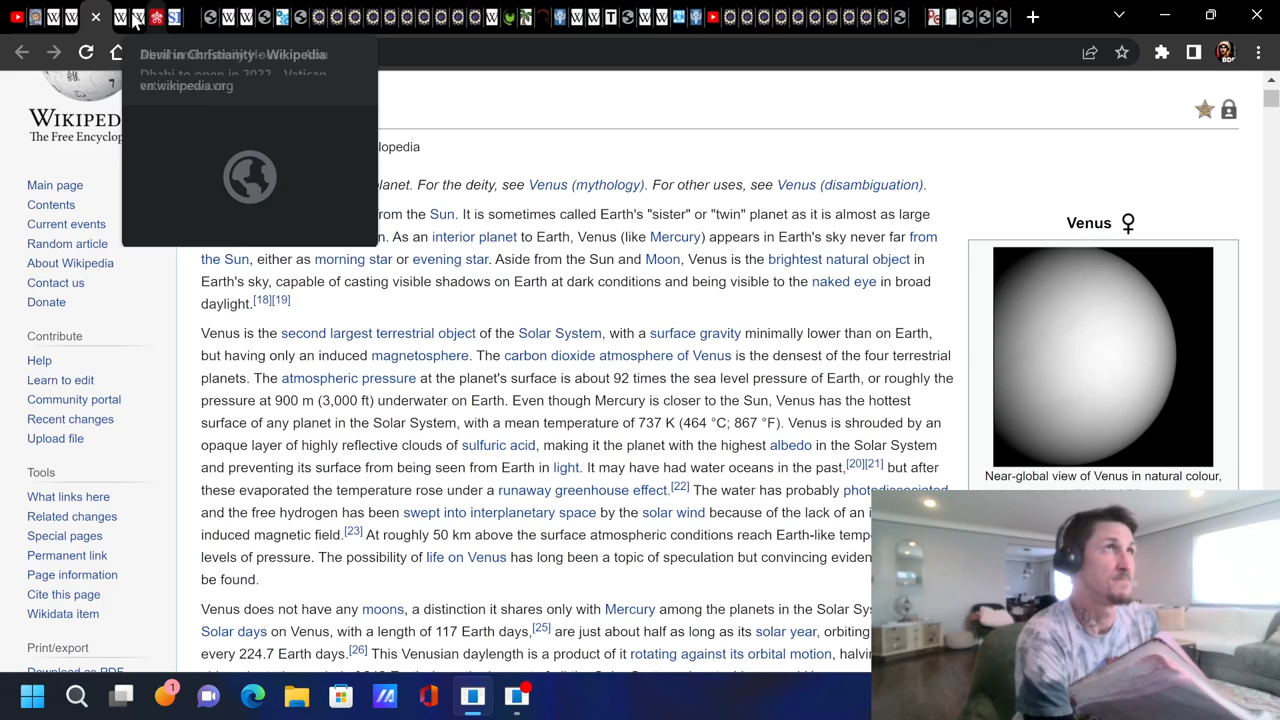 Devil in Christianity - Wikipedia
Dhabi to open in 2022 - Vatican
en.wikipedia.org
WIKIPED
The Free Encyclop
Main page
Contents
Current events
Random article
About Wikipedia
Contact us
Donate
Contribute
Help
Learn to edit
Community portal
Recent changes
Upload file
Tools
What links here
Related changes
Special pages
Permanent link
Page information
Cite this page
Wikidata item
Print/export
Download as PDF
lopedia
planet. For the deity, see Venus (mythology). For other uses, see Venus (disambiguation).
rom the Sun. It is sometimes called Earth's "sister" or "twin" planet as it is almost as large
n. As an interior planet to Earth, Venus (like Mercury) appears in Earth's sky never far from
the Sun, either as morning star or evening star. Aside from the Sun and Moon, Venus is the brightest natural object in
Earth's sky, capable of casting visible shadows on Earth at dark conditions and being visible to the naked eye in broad
daylight.[18][19]
Venus is the second largest terrestrial object of the Solar System, with a surface gravity minimally lower than on Earth,
but having only an induced magnetosphere. The carbon dioxide atmosphere of Venus is the densest of the four terrestrial
planets. The atmospheric pressure at the planet's surface is about 92 times the sea level pressure of Earth, or roughly the
pressure at 900 m (3,000 ft) underwater on Earth. Even though Mercury is closer to the Sun, Venus has the hottest
surface of any planet in the Solar System, with a mean temperature of 737 K (464 °C; 867 °F). Venus is shrouded by an
opaque layer of highly reflective clouds of sulfuric acid, making it the planet with the highest albedo in the Solar System
and preventing its surface from being seen from Earth in light. It may have had water oceans in the past,[20][21] but after
these evaporated the temperature rose under a runaway greenhouse effect.[22] The water has probably photodissociated
and the free hydrogen has been swept into interplanetary space by the solar wind because of the lack of an i
induced magnetic field.[23] At roughly 50 km above the surface atmospheric conditions reach Earth-like tempe
levels of pressure. The possibility of life on Venus has long been a topic of speculation but convincing eviden
be found.
Venus does not have any moons, a distinction it shares only with Mercury among the planets in the Solar Sys
Solar days on Venus, with a length of 117 Earth days,[25] are just about half as long as its solar year, orbiting
every 224.7 Earth days.[26] This Venusian daylength is a product of it rotating against its orbital motion, halvin
Venus ♀
Near-global view of Venus in natural colour,
1